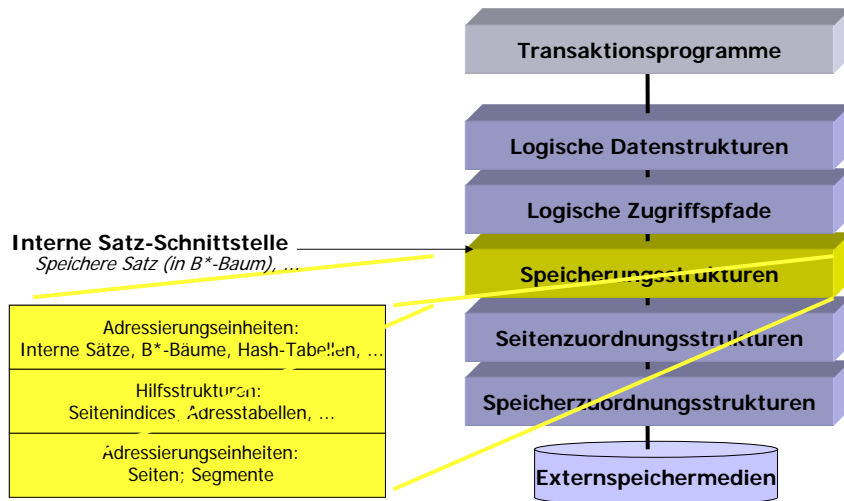 Transaktionsprogramme
Logische Datenstrukturen
Logische Zugriffspfade
Interne Satz-Schnittstelle
Speichere Satz (in B*-Baum), ...
Speicherungsstrukturen
Adressierungseinheiten:
Interne Sätze, B*-Bäume, Hash-Tabellen, ...
Hilfsstrukturen:
Seitenindices, Adresstabellen, ...
Adressierungseinheiten:
Seiten; Segmente
Seitenzuordnungsstrukturen
Speicherzuordnungsstrukturen
Externspeichermedien